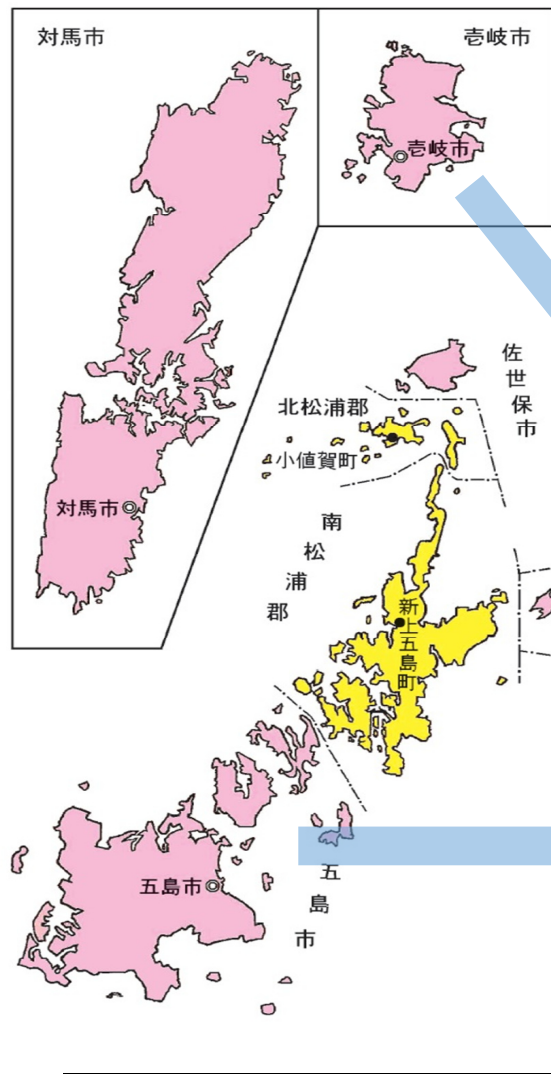 対馬市
壱岐市
壱岐市
佐世保市
北松浦郡
小値賀町
対馬市
南松浦郡
新上五島町
五島市
五島市